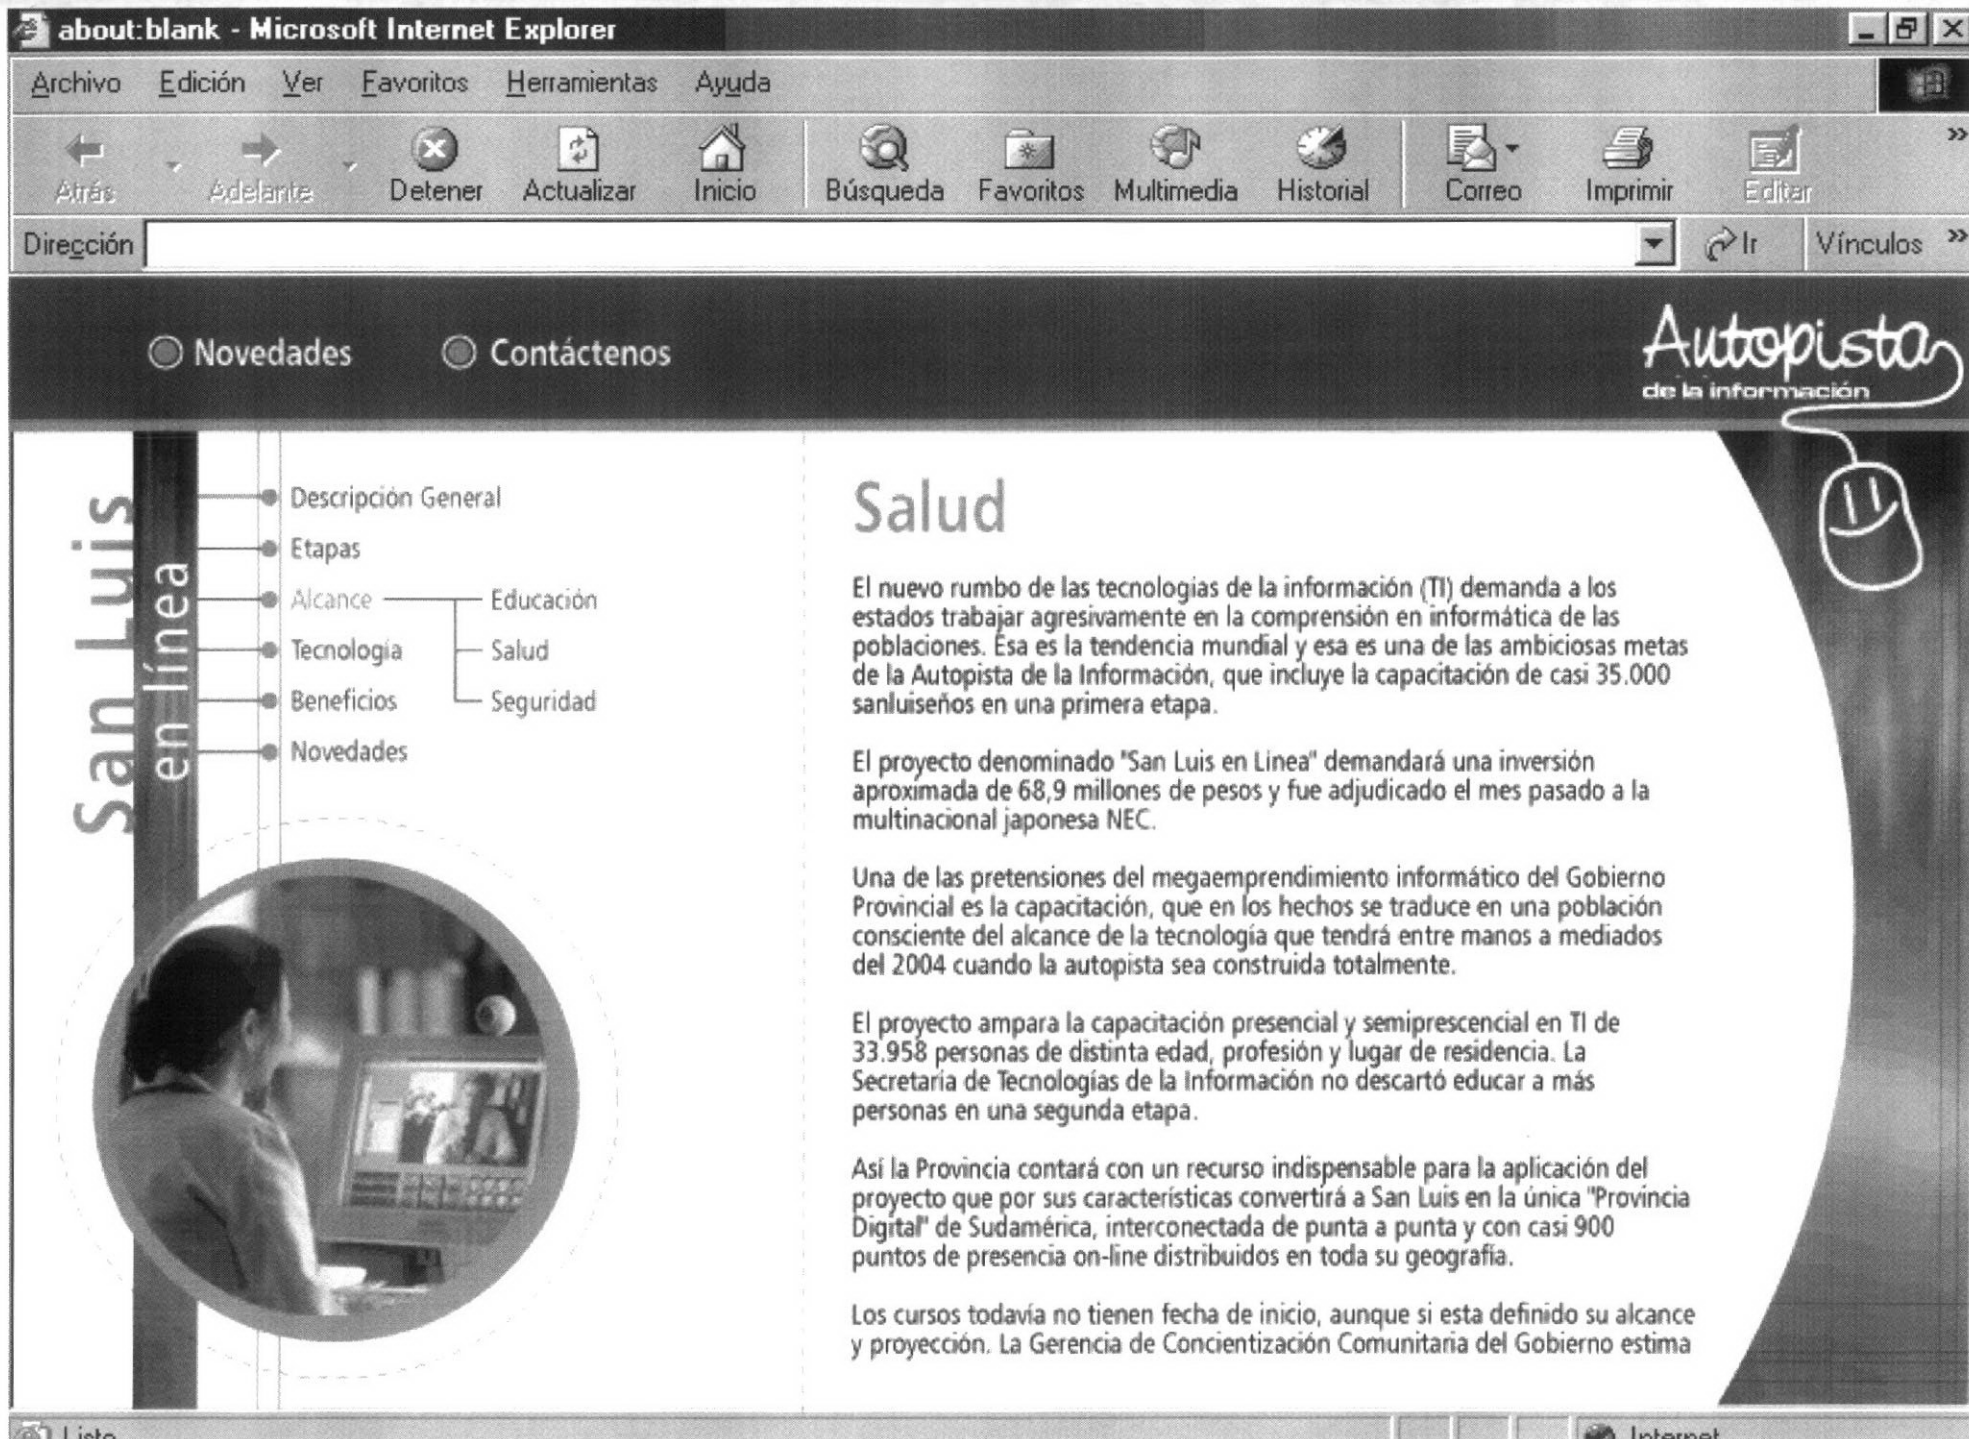 about:blank - Microsoft Internet Explorer
Archivo Edición Ver Favoritos Herramientas Ayuda
Atrás Adelante Detener Actualizar Inicio Búsqueda Favoritos Multimedia Historial Correo Imprimir Editar »
Dirección Ir Vínculos »
Novedades Contáctenos
Autopista
de la información
San Luis
en línea
Descripción General
Etapas
Alcance
Tecnología
Beneficios
Novedades
Educación
Salud
Seguridad
Salud
El nuevo rumbo de las tecnologías de la información (TI) demanda a los
estados trabajar agresivamente en la comprensión en informática de las
poblaciones. Esa es la tendencia mundial y esa es una de las ambiciosas metas
de la Autopista de la Información, que incluye la capacitación de casi 35.000
sanluiseños en una primera etapa.
El proyecto denominado "San Luis en Linea" demandará una inversión
aproximada de 68,9 millones de pesos y fue adjudicado el mes pasado a la
multinacional japonesa NEC.
Una de las pretensiones del megaemprendimiento informático del Gobierno
Provincial es la capacitación, que en los hechos se traduce en una población
consciente del alcance de la tecnología que tendrá entre manos a mediados
del 2004 cuando la autopista sea construida totalmente.
El proyecto ampara la capacitación presencial y semiprescencial en TI de
33.958 personas de distinta edad, profesión y lugar de residencia. La
Secretaría de Tecnologías de la Información no descartó educar a más
personas en una segunda etapa.
Así la Provincia contará con un recurso indispensable para la aplicación del
proyecto que por sus características convertirá a San Luis en la única "Provincia
Digital" de Sudamérica, interconectada de punta a punta y con casi 900
puntos de presencia on-line distribuidos en toda su geografía.
Los cursos todavía no tienen fecha de inicio, aunque si esta definido su alcance
y proyección. La Gerencia de Concientización Comunitaria del Gobierno estima
Listo Internet